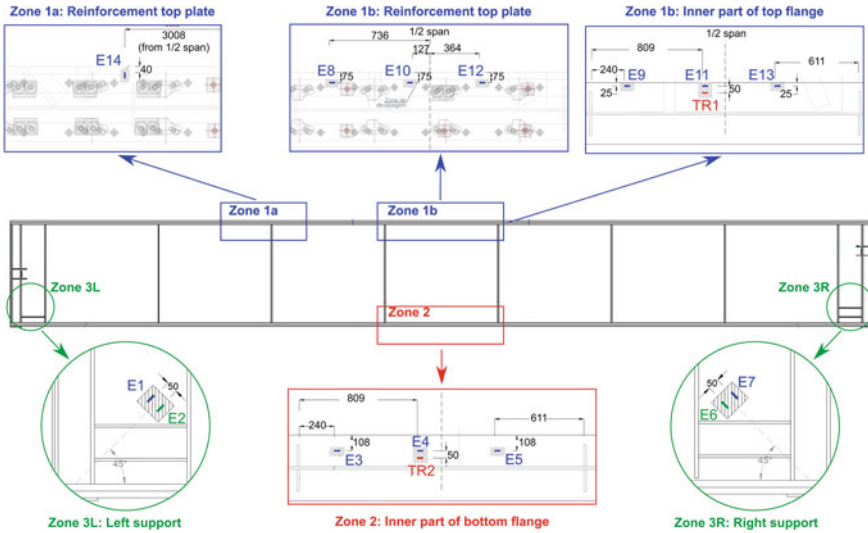 Zone 1a: Reinforcement top plate
3008
(from 1/2 span)
E14
40
Zone 1b: Reinforcement top plate
1/2 span
736
127
364
E8
75
E10
75
E12
75
Zone 1b: Inner part of top flange
1/2 span
809
611
240
E9
E11
E13
25
50
25
TR1
Zone 1a
Zone 1b
Zone 3L
Zone 2
Zone 3R
50
E1
E2
45°
Zone 3L: Left support
809
611
240
108
E4
108
E3
50
E5
TR2
Zone 2: Inner part of bottom flange
50
E7
E6
45°
Zone 3R: Right support